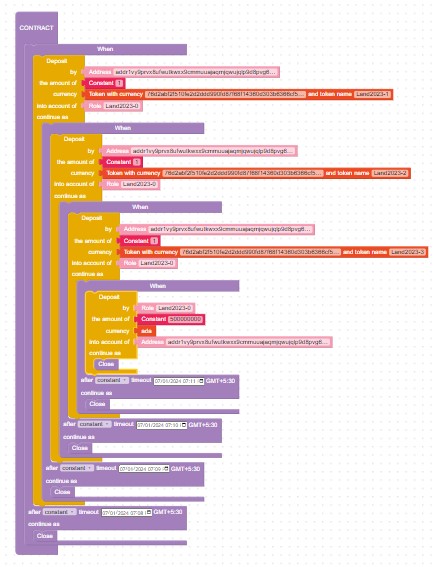 CONTRACT
When
Deposit
by Address addr1vy9prvx8ufwutkwxx9cmmuuajaqmjqwujqlp9d8pvg6...
the amount of Constant 1
currency Token with currency 76d2abf2f510fe2d2ddd990fd87f68f14360d303b6366cf5... and token name Land2023-1
into account of Role Land2023-0
continue as
When
Deposit
by Address addr1vy9prvx8ufwutkwxx9cmmuuajaqmjqwujqlp9d8pvg6...
the amount of Constant 1
currency Token with currency 76d2abf2f510fe2d2ddd990fd87f68f14360d303b6366cf5... and token name Land2023-2
into account of Role Land2023-0
continue as
When
Deposit
by Address addr1vy9prvx8ufwutkwxx9cmmuuajaqmjqwujqlp9d8pvg6...
the amount of Constant 1
currency Token with currency 76d2abf2f510fe2d2ddd990fd87f68f14360d303b6366cf5... and token name Land2023-3
into account of Role Land2023-0
continue as
When
Deposit
by Role Land2023-0
the amount of Constant 500000000
currency ada
into account of Address addr1vy9prvx8ufwutkwxx9cmmuuajaqmjqwujqlp9d8pvg6...
continue as
Close
after constant timeout 07/01/2024 07:11 GMT+5:30
continue as
Close
after constant timeout 07/01/2024 07:10 GMT+5:30
continue as
Close
after constant timeout 07/01/2024 07:09 GMT+5:30
continue as
Close
after constant timeout 07/01/2024 07:08 GMT+5:30
continue as
Close